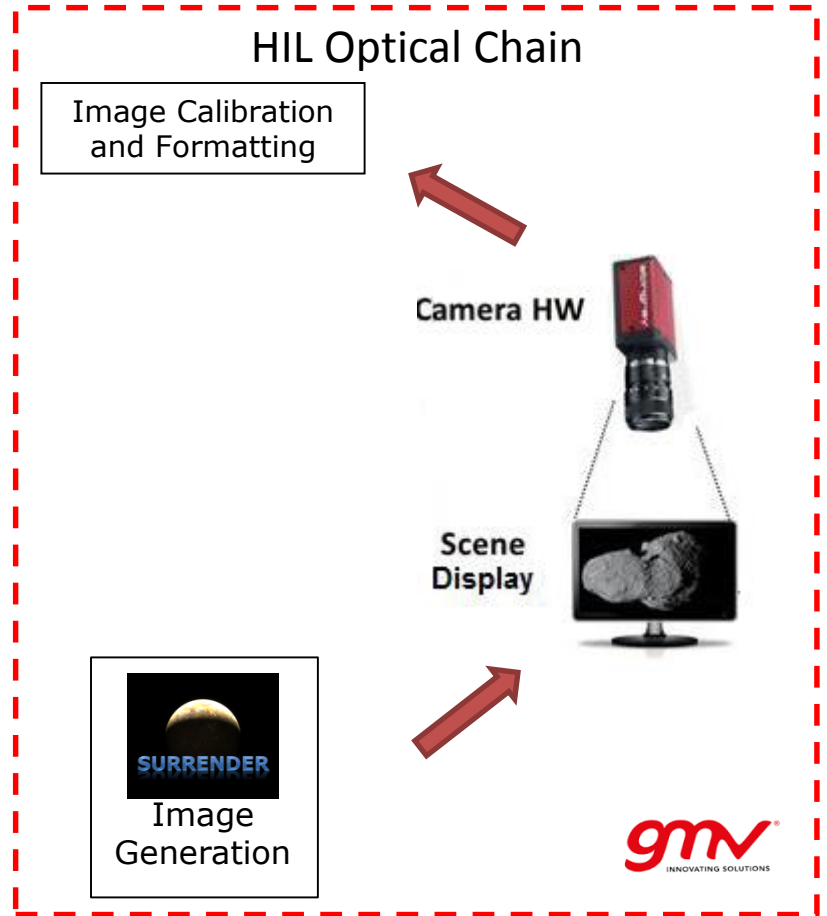 HIL Optical Chain
Image Calibration
and Formatting
Camera HW
Scene
Display
SURRENDER
Image
Generation
gmv®
INNOVATING SOLUTIONS